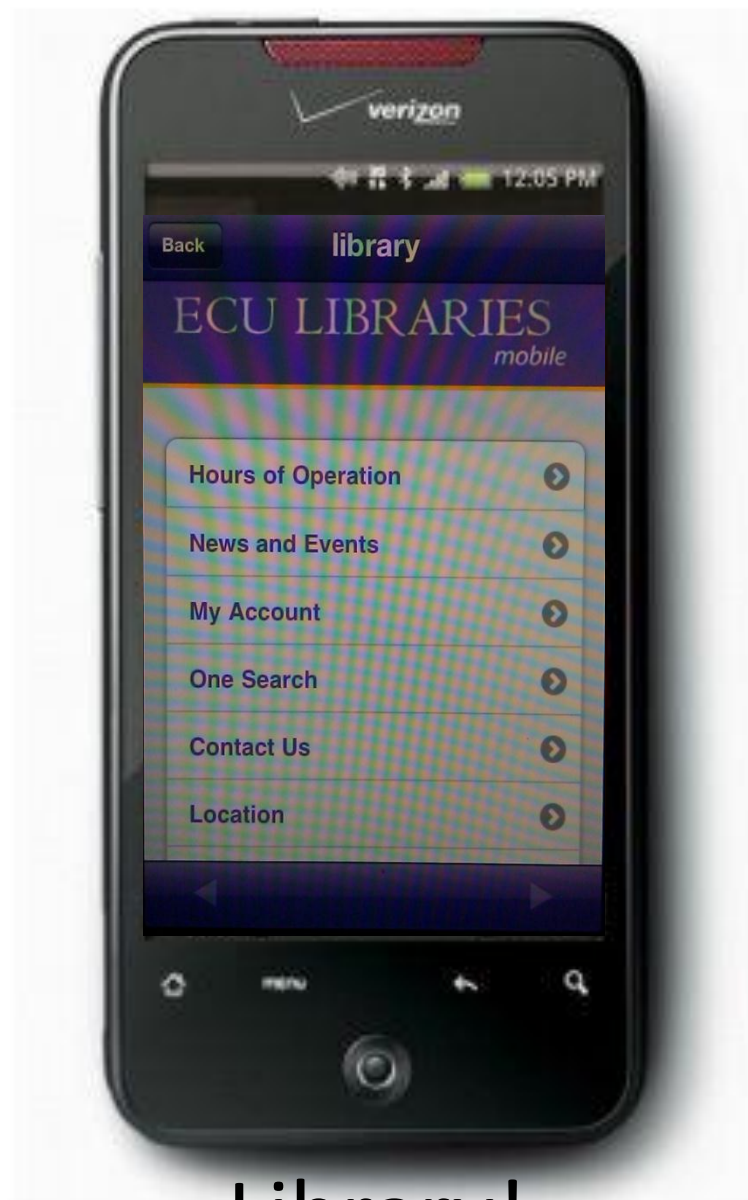 verizon
12:05 PM
Back library
ECU LIBRARIES
mobile
Hours of Operation
News and Events
My Account
One Search
Contact Us
Location
menu